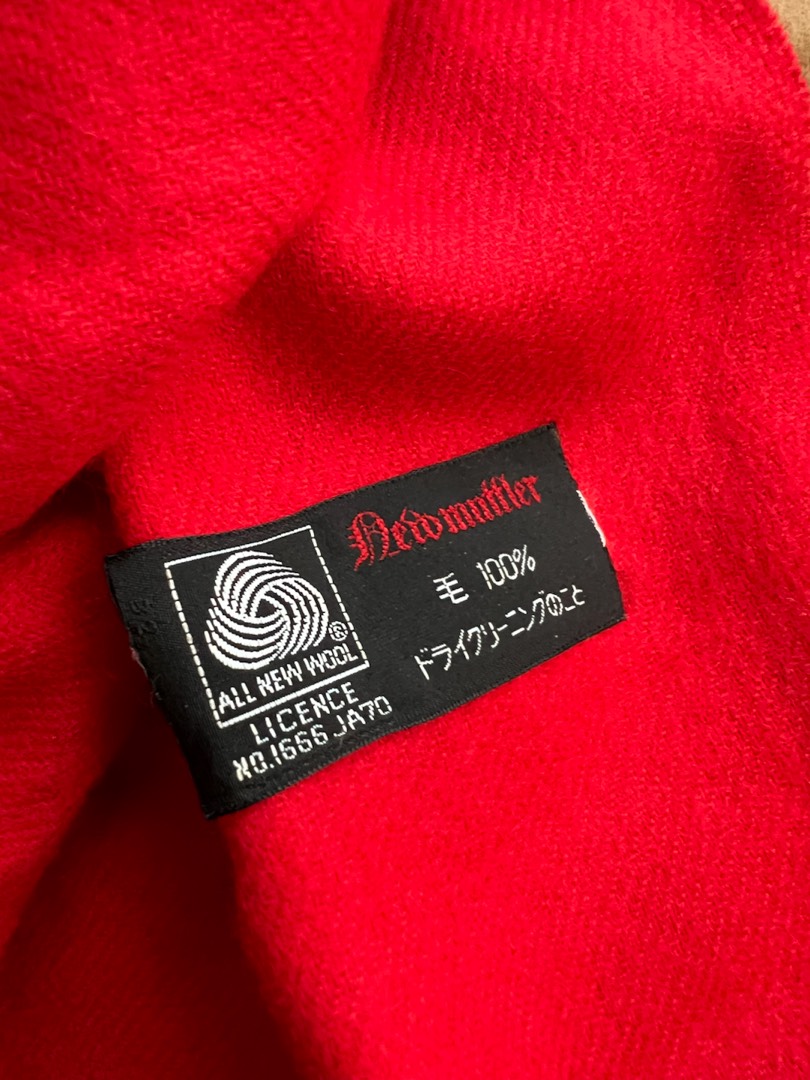 Newmuffler
毛 100%
ドライクリーニングのこと
ALL NEW WOOL
®
LICENCE
NO.1666 JA70